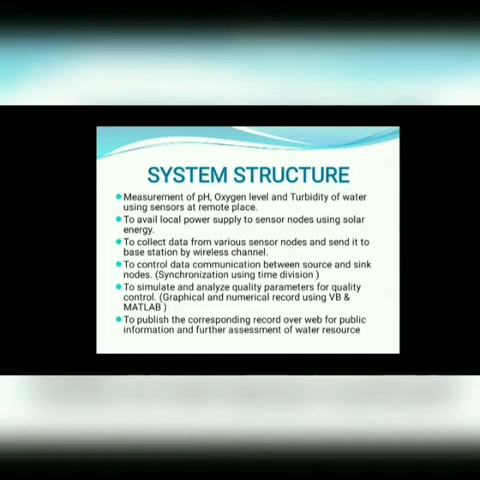 SYSTEM STRUCTURE
Measurement of pH, Oxygen level and Turbidity of water
using sensors at remote place.
To avail local power supply to sensor nodes using solar
energy.
To collect data from various sensor nodes and send it to
base station by wireless channel.
To control data communication between source and sink
nodes. (Synchronization using time division )
To simulate and analyze quality parameters for quality
control. (Graphical and numerical record using VB &
MATLAB )
To publish the corresponding record over web for public
information and further assessment of water resource